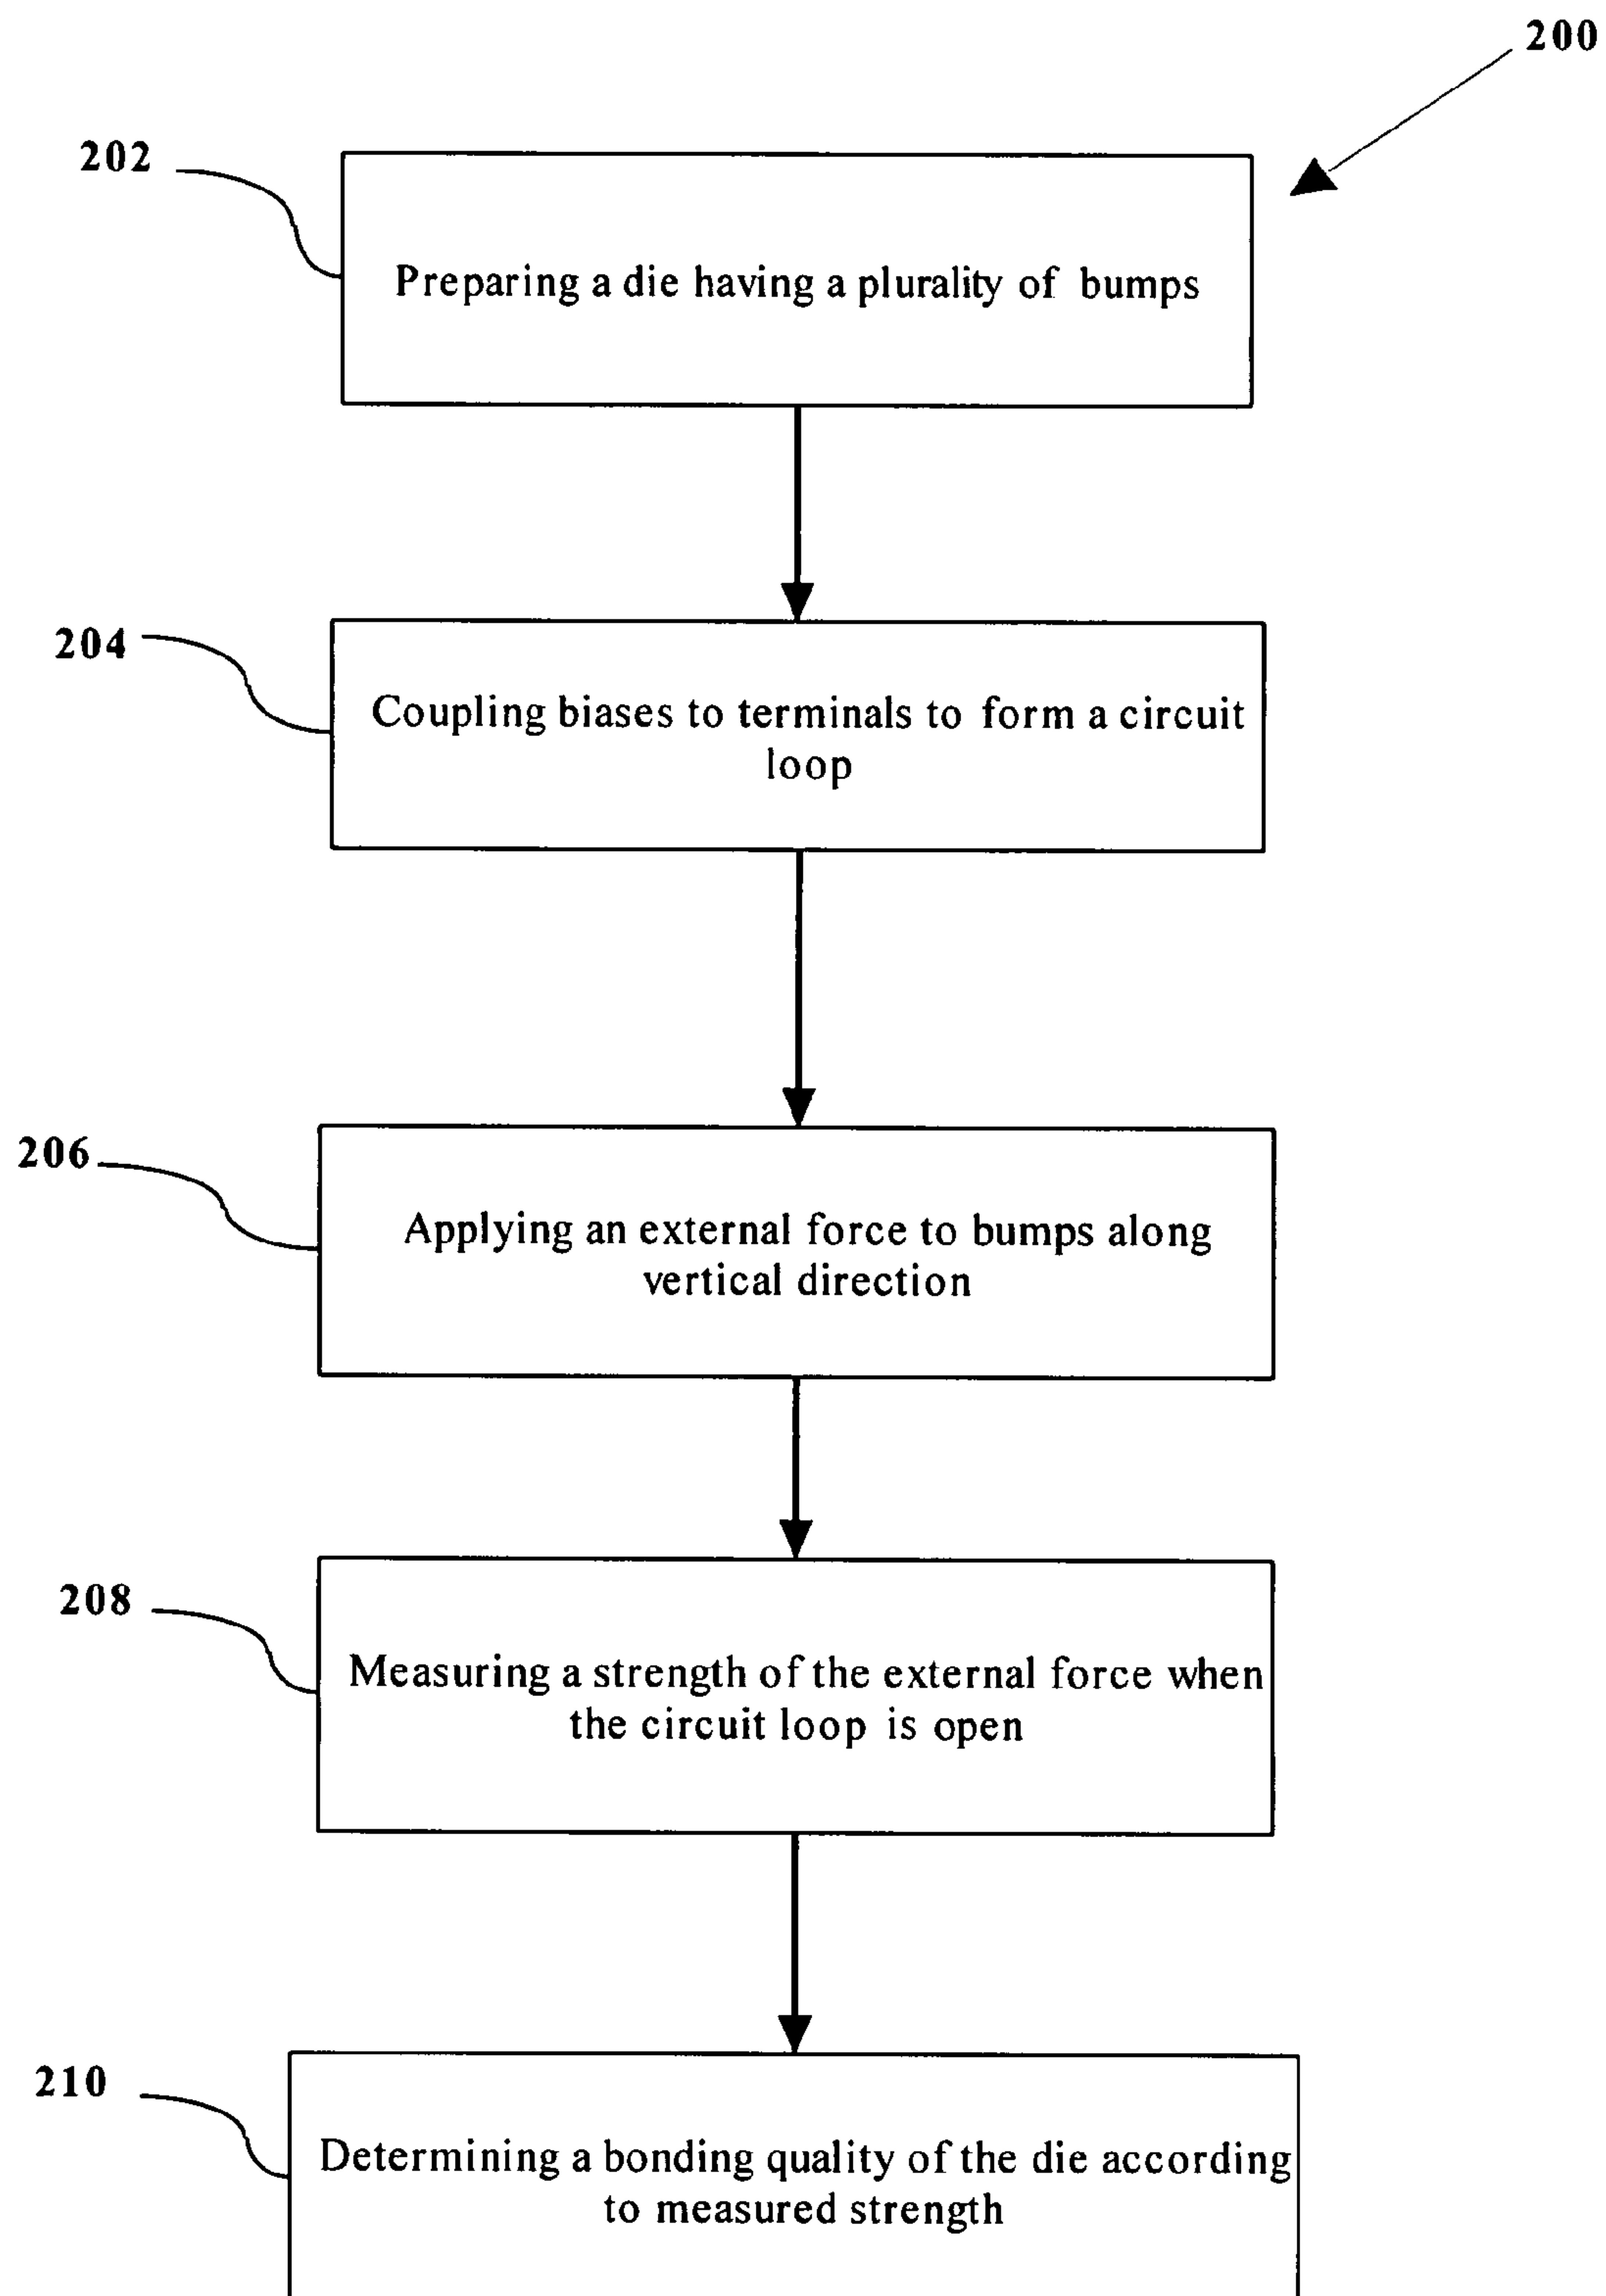 200
202
Preparing a die having a plurality of bumps
204
Coupling biases to terminals to form a circuit
loop
206
Applying an external force to bumps along
vertical direction
208
Measuring a strength of the external force when
the circuit loop is open
210
Determining a bonding quality of the die according
to measured strength